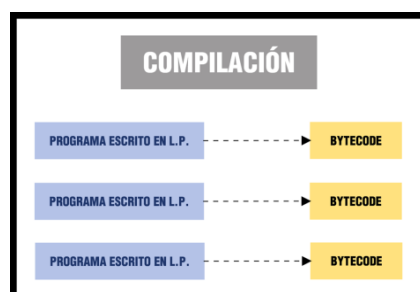 COMPILACIÓN
PROGRAMA ESCRITO EN L.P. BYTECODE
PROGRAMA ESCRITO EN L.P. BYTECODE
PROGRAMA ESCRITO EN L.P. BYTECODE